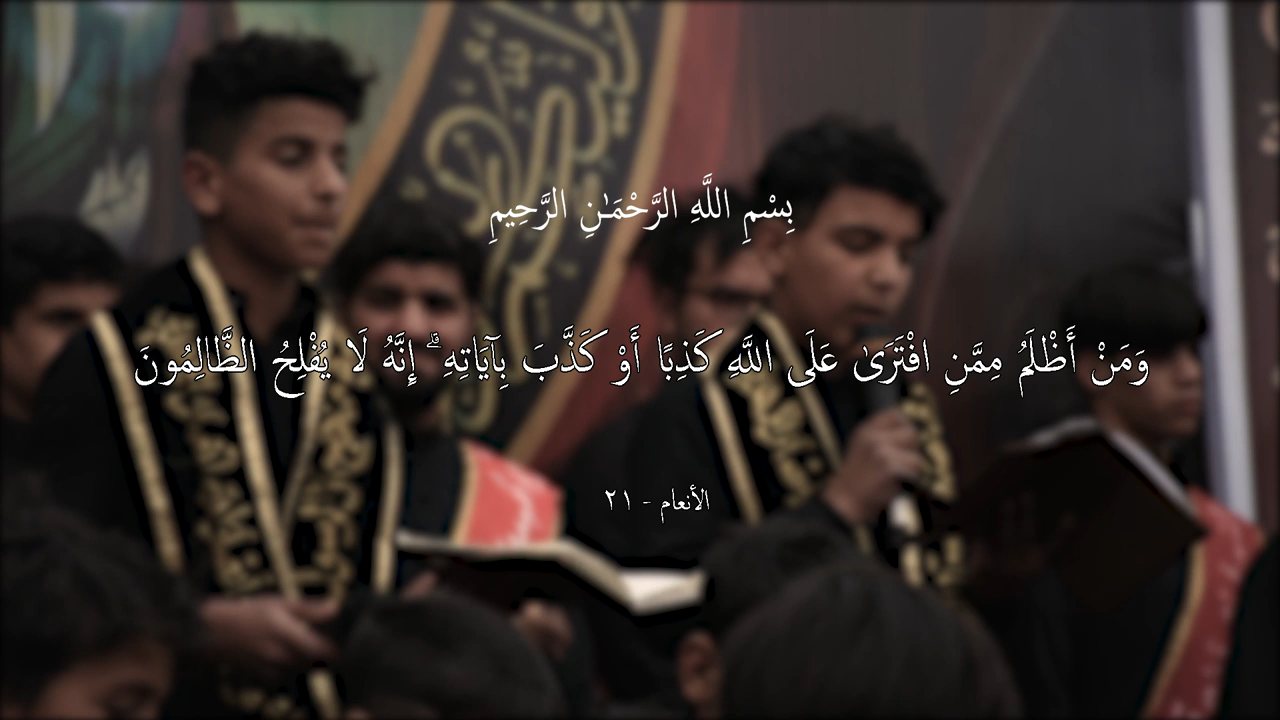 بِسْمِ اللَّهِ الرَّحْمَـٰنِ الرَّحِيمِ
وَمَنْ أَظْلَمُ مِمَّنِ افْتَرَىٰ عَلَى اللَّهِ كَذِبًا أَوْ كَذَّبَ بِآيَاتِهِ ۗ إِنَّهُ لَا يُفْلِحُ الظَّالِمُونَ
الأنعام - ٢١